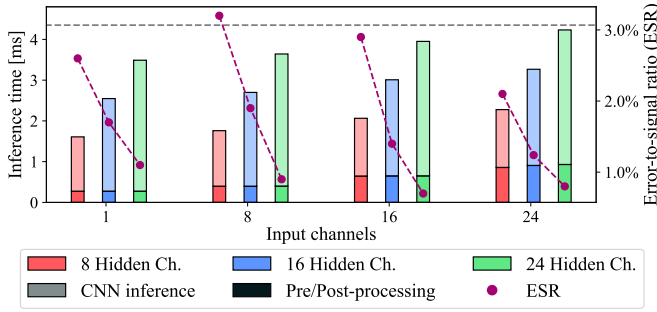 Inference time [ms]
4
3
2
1
0
3.0%
2.0%
1.0%
Error-to-signal ratio (ESR)
1
8
16
24
Input channels
8 Hidden Ch.
16 Hidden Ch.
24 Hidden Ch.
CNN inference
Pre/Post-processing
ESR